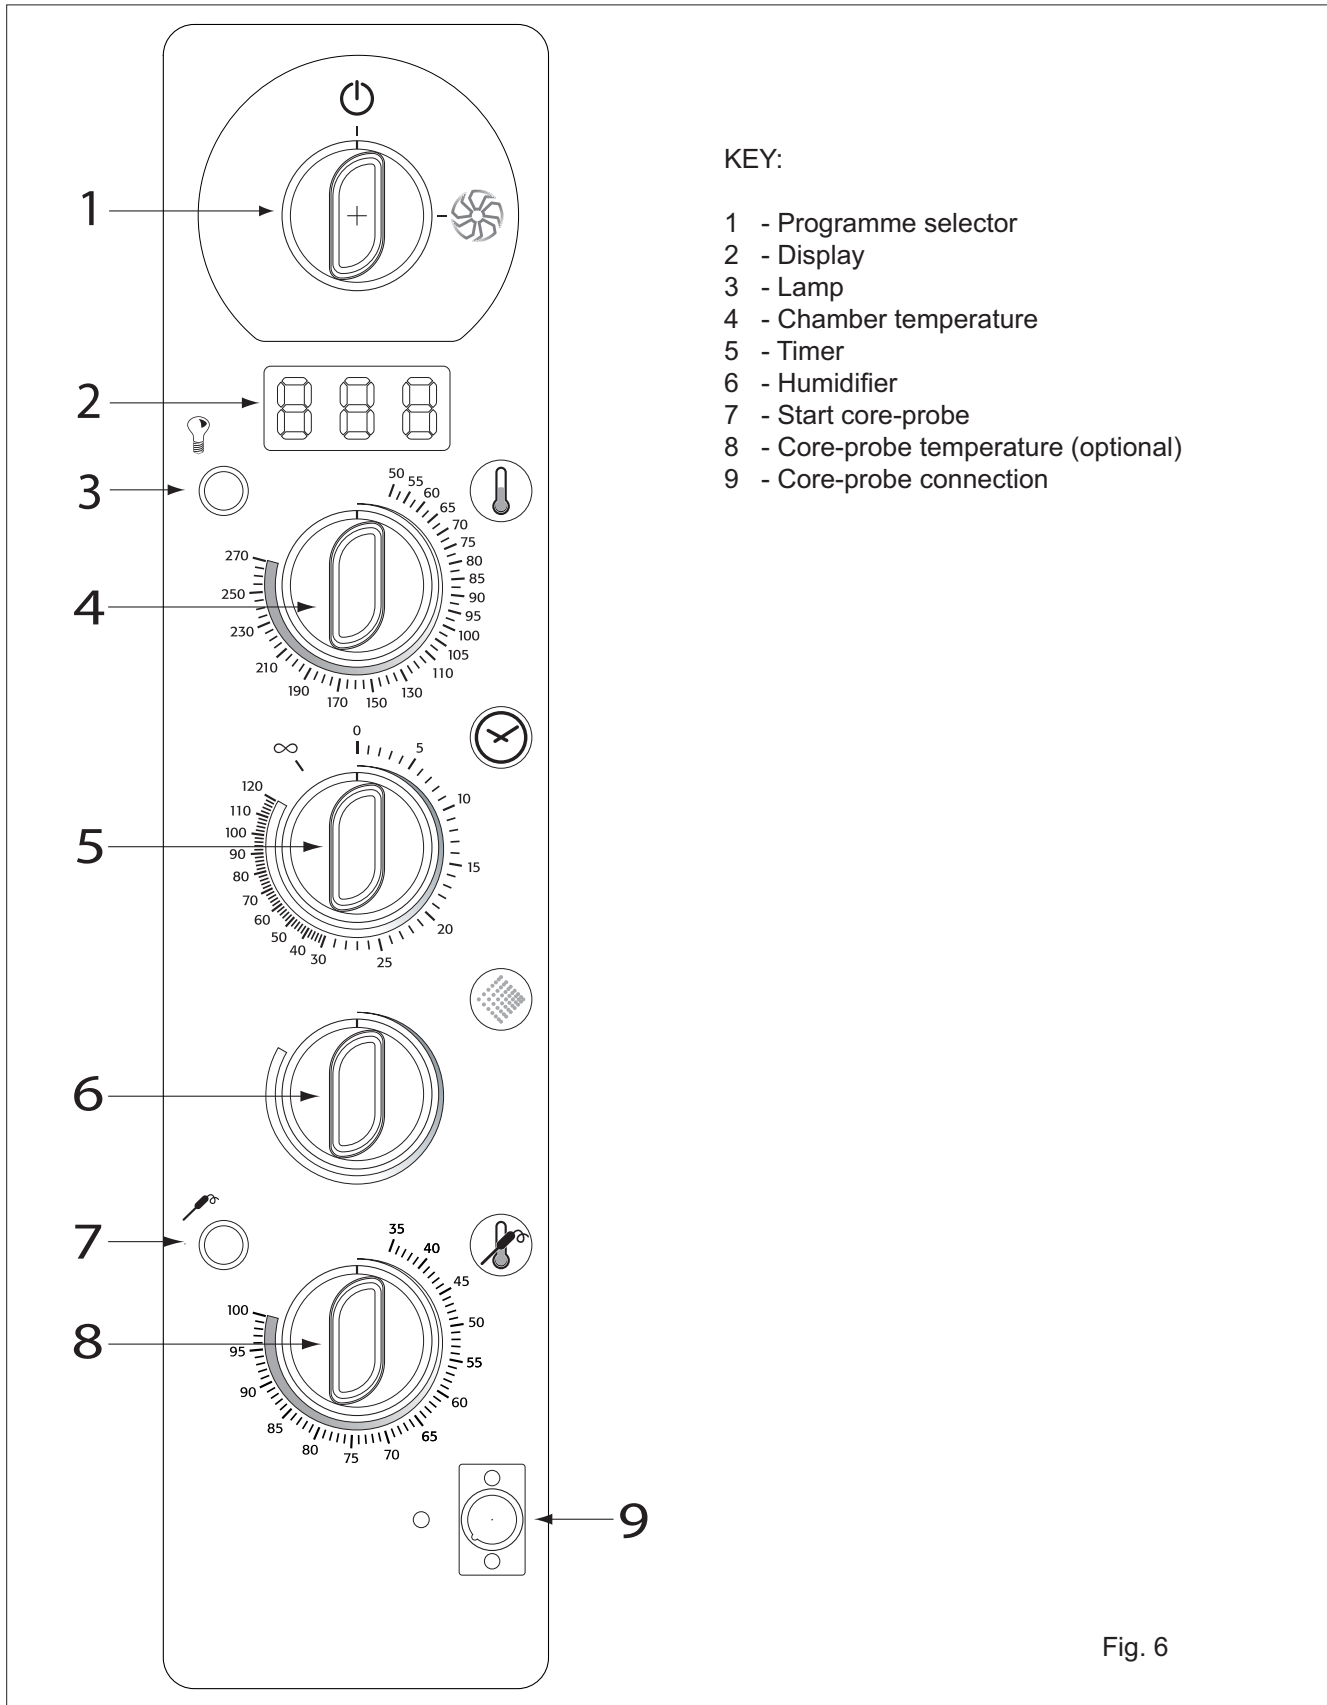 KEY:
1 - Programme selector
2 - Display
3 - Lamp
4 - Chamber temperature
5 - Timer
6 - Humidifier
7 - Start core-probe
8 - Core-probe temperature (optional)
9 - Core-probe connection
1
2
888
3
50 55 60 65 70 75 80 85 90 95 100 105 110 130 150 170 190 210 230 250 270
4
0 5 10 15 20 25 30 40 50 60 70 80 90 100 110 120 ∞
5
6
7
35 40 45 50 55 60 65 70 75 80 85 90 95 100
8
9
Fig. 6